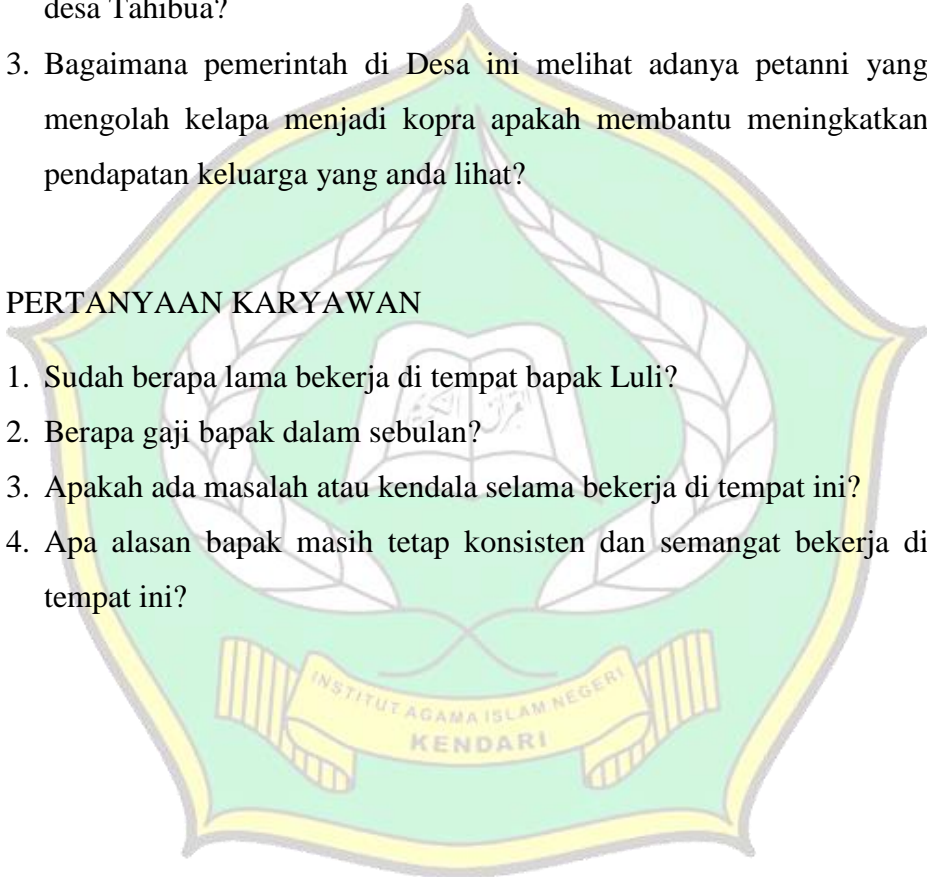 desa Tahibua?
3. Bagaimana pemerintah di Desa ini melihat adanya petanni yang
mengolah kelapa menjadi kopra apakah membantu meningkatkan
pendapatan keluarga yang anda lihat?
PERTANYAAN KARYAWAN
1. Sudah berapa lama bekerja di tempat bapak Luli?
2. Berapa gaji bapak dalam sebulan?
3. Apakah ada masalah atau kendala selama bekerja di tempat ini?
4. Apa alasan bapak masih tetap konsisten dan semangat bekerja di
tempat ini?
INSTITUT AGAMA ISLAM NEGERI
KENDARI